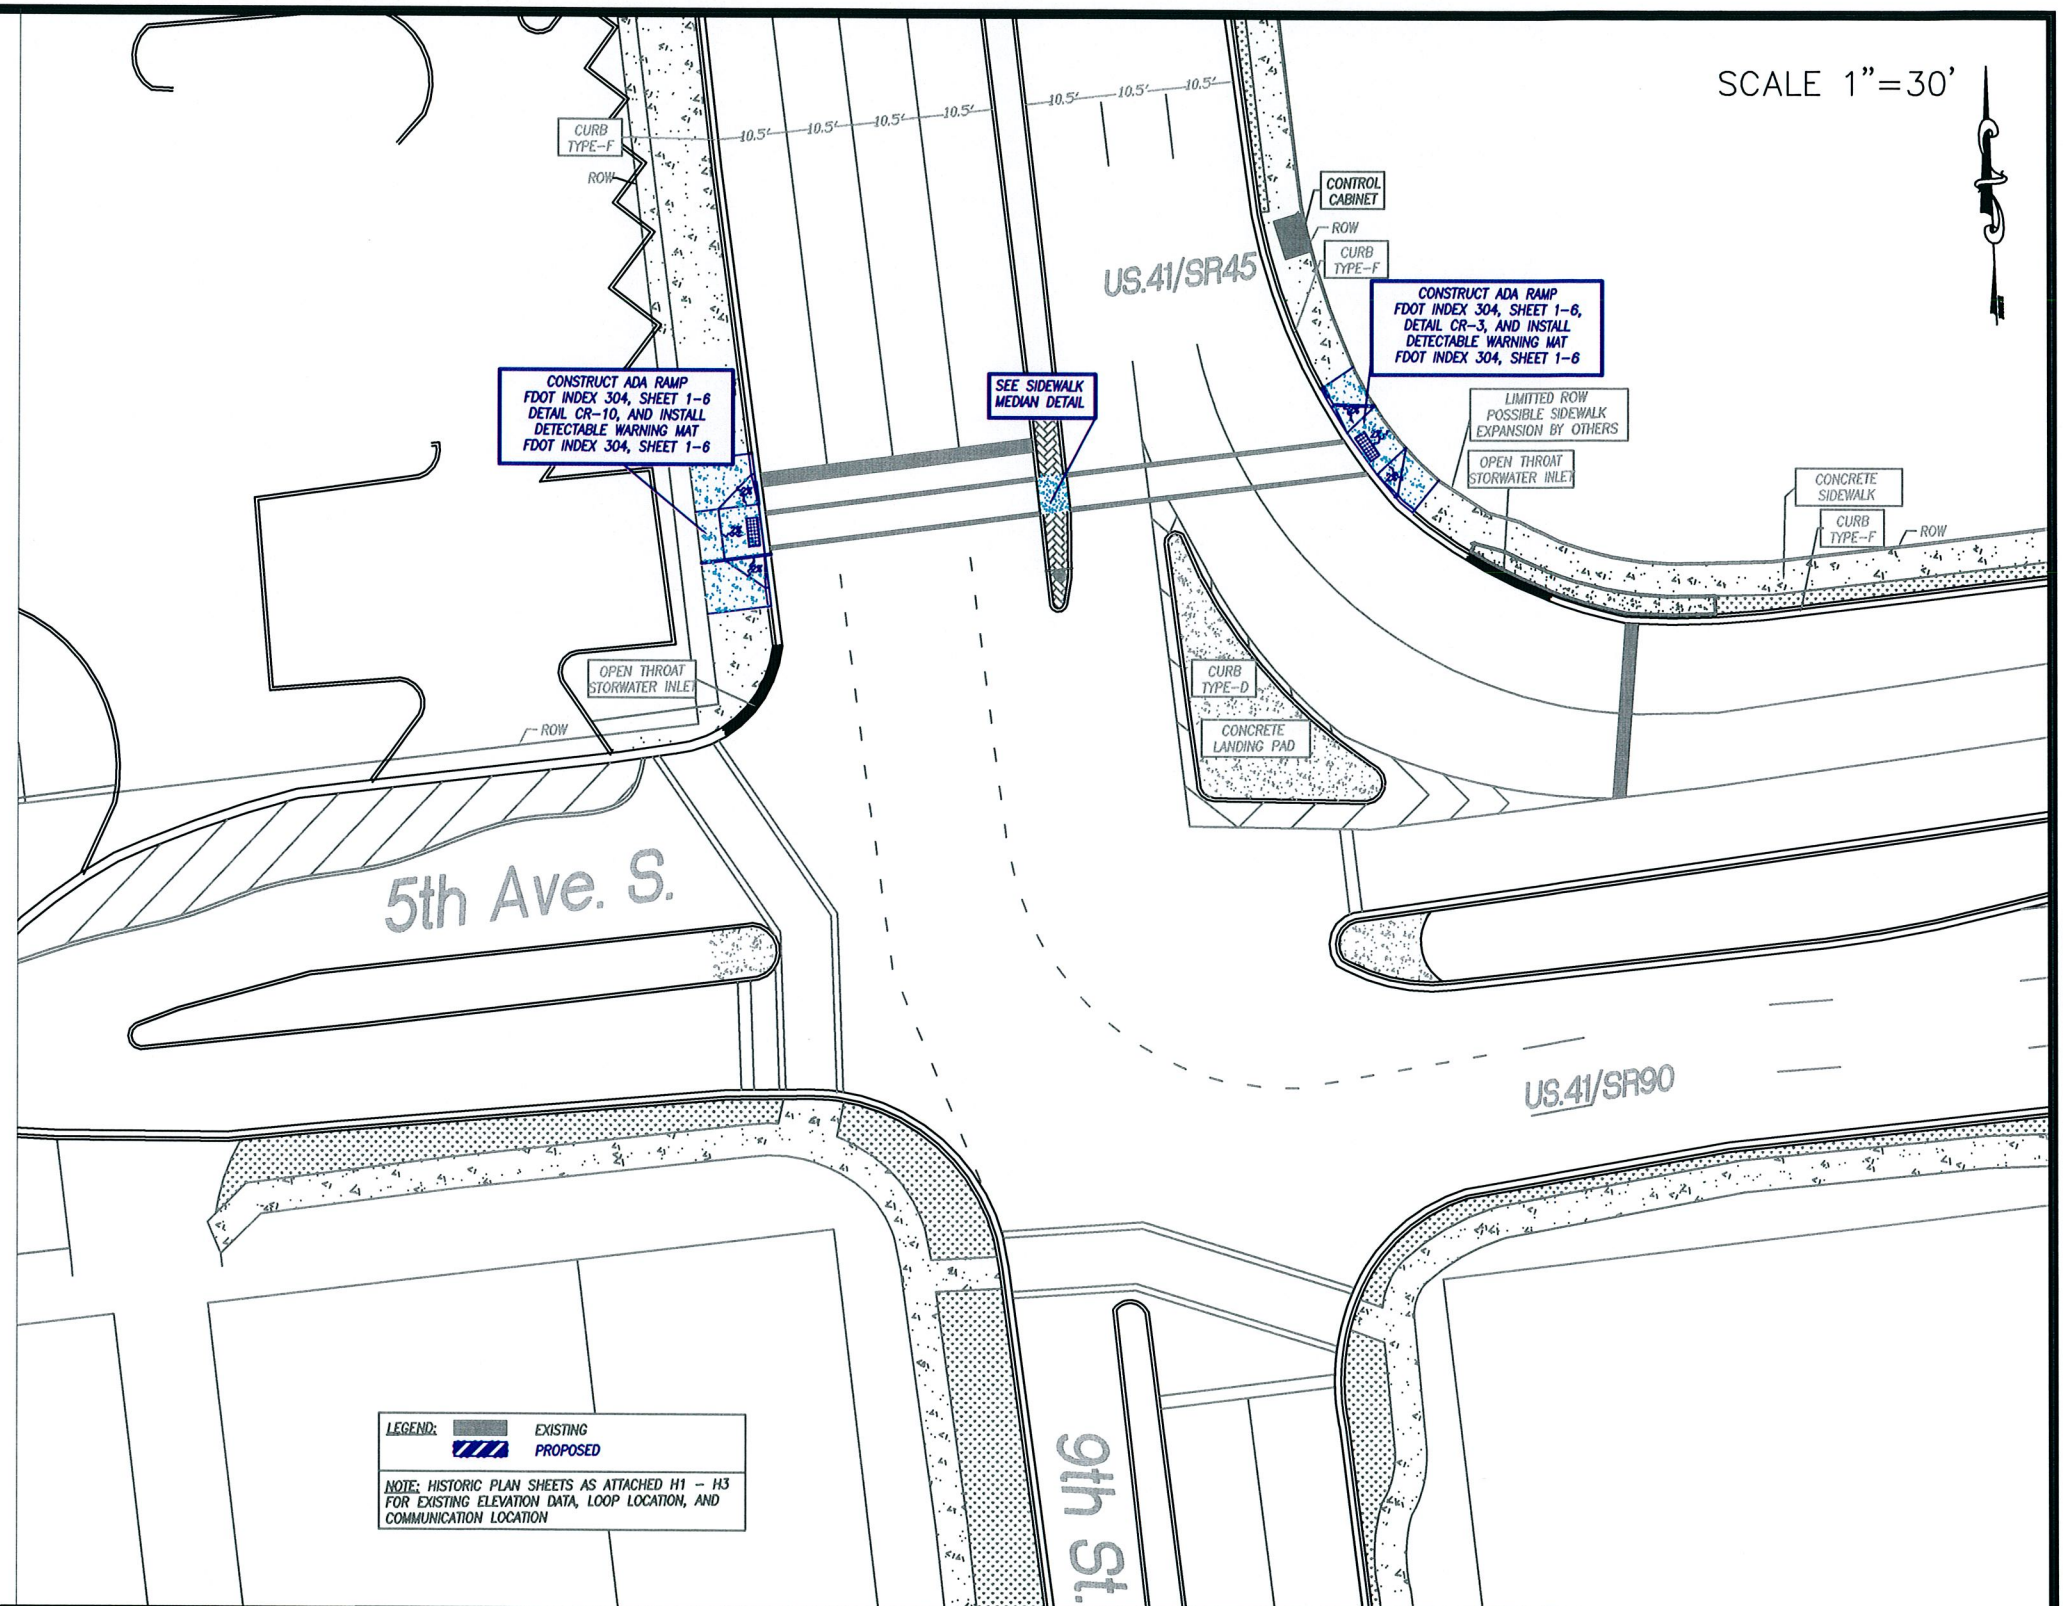 SCALE 1"=30'
10.5' 10.5' 10.5' 10.5' 10.5' 10.5' 10.5'
CURB
TYPE-F
ROW
CONTROL
CABINET
ROW
CURB
TYPE-F
US.41/SR45
CONSTRUCT ADA RAMP
FDOT INDEX 304, SHEET 1-6,
DETAIL CR-3, AND INSTALL
DETECTABLE WARNING MAT
FDOT INDEX 304, SHEET 1-6
CONSTRUCT ADA RAMP
FDOT INDEX 304, SHEET 1-6
DETAIL CR-10, AND INSTALL
DETECTABLE WARNING MAT
FDOT INDEX 304, SHEET 1-6
SEE SIDEWALK
MEDIAN DETAIL
LIMITTED ROW
POSSIBLE SIDEWALK
EXPANSION BY OTHERS
OPEN THROAT
STORWATER INLET
CONCRETE
SIDEWALK
CURB
TYPE-F
ROW
OPEN THROAT
STORWATER INLET
ROW
CURB
TYPE-D
CONCRETE
LANDING PAD
5th Ave. S.
US.41/SR90
9th St.
LEGEND:
EXISTING
PROPOSED
NOTE: HISTORIC PLAN SHEETS AS ATTACHED H1 - H3
FOR EXISTING ELEVATION DATA, LOOP LOCATION, AND
COMMUNICATION LOCATION